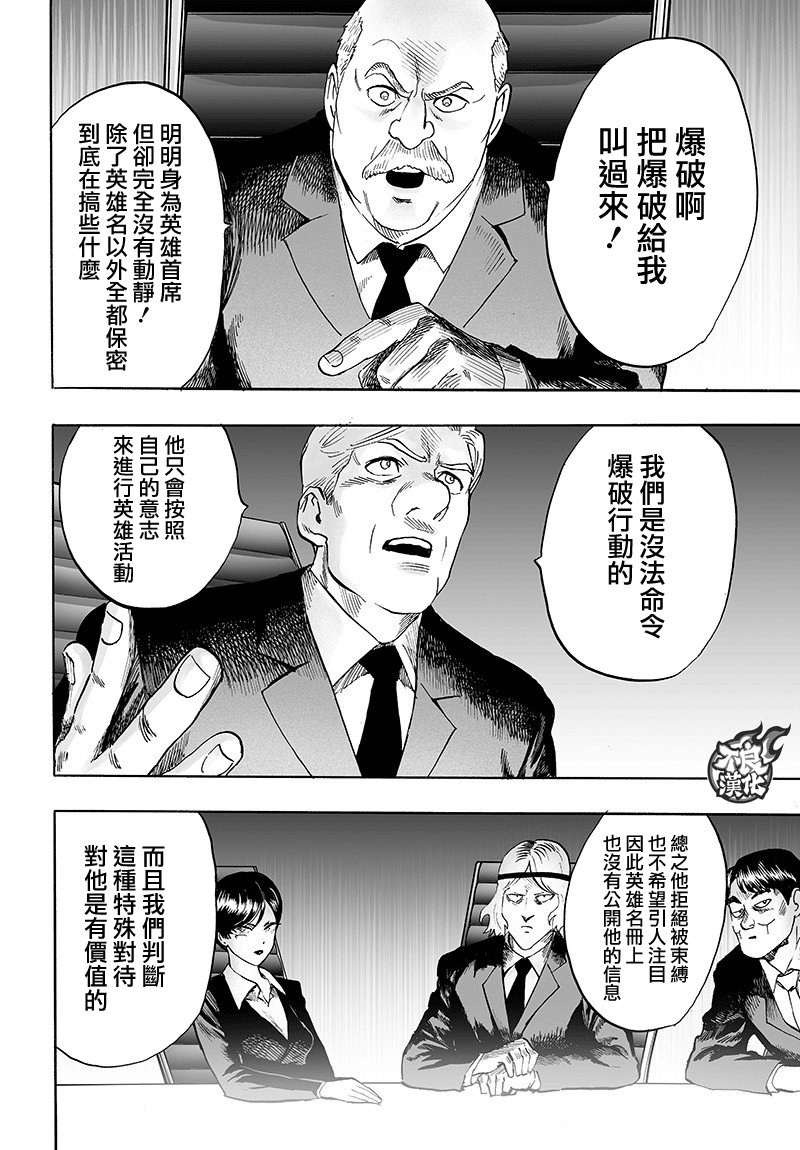 爆破啊
把爆破給我
叫過來！
明明身為英雄首席
但卻完全沒有動靜！
除了英雄名以外全都保密
到底在搞些什麼
我們是沒法命令
爆破行動的
他只會按照
自己的意志
來進行英雄活動
總之他拒絕被束縛
也不希望引人注目
因此英雄名冊上
也沒有公開他的信息
而且我們判斷
這種特殊對待
對他是有價值的
漢化